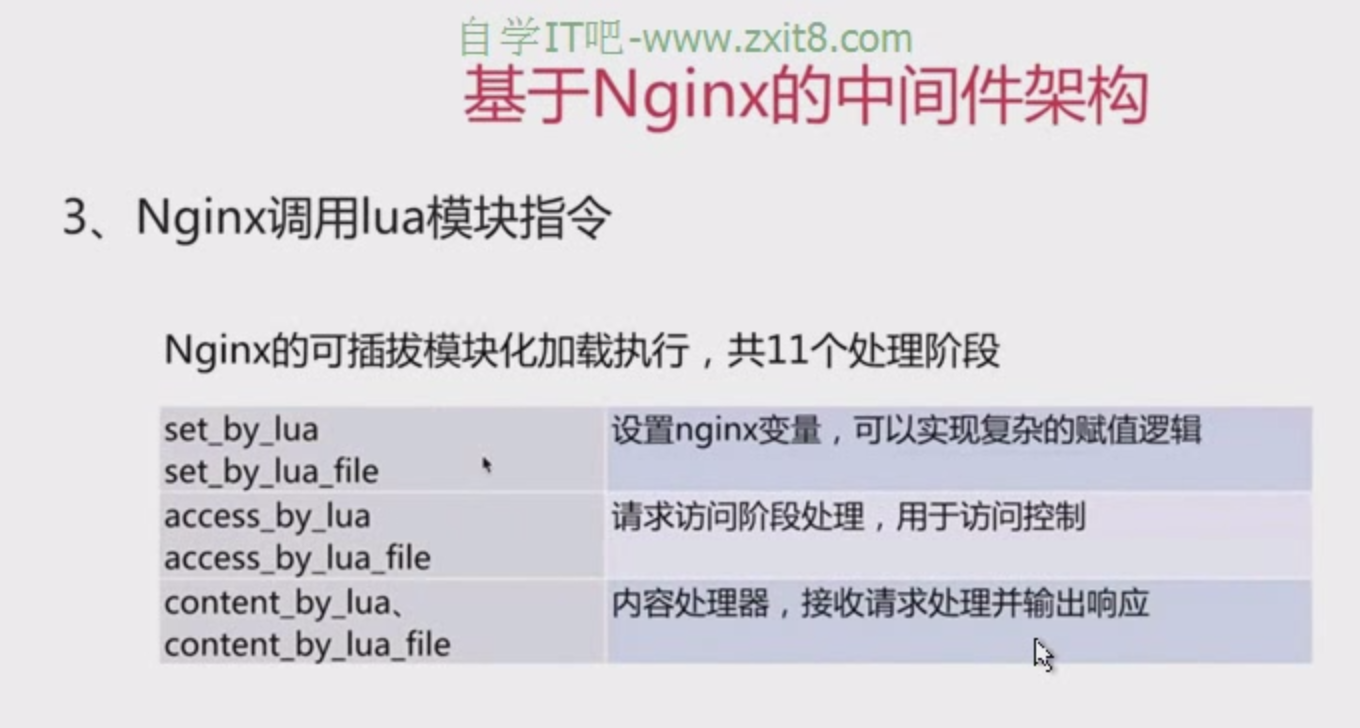 自学IT吧-www.zxit8.com
基于Nginx的中间件架构
3、Nginx调用lua模块指令
Nginx的可插拔模块化加载执行，共11个处理阶段
set_by_lua
set_by_lua_file
设置nginx变量，可以实现复杂的赋值逻辑
access_by_lua
access_by_lua_file
请求访问阶段处理，用于访问控制
content_by_lua、
content_by_lua_file
内容处理器，接收请求处理并输出响应